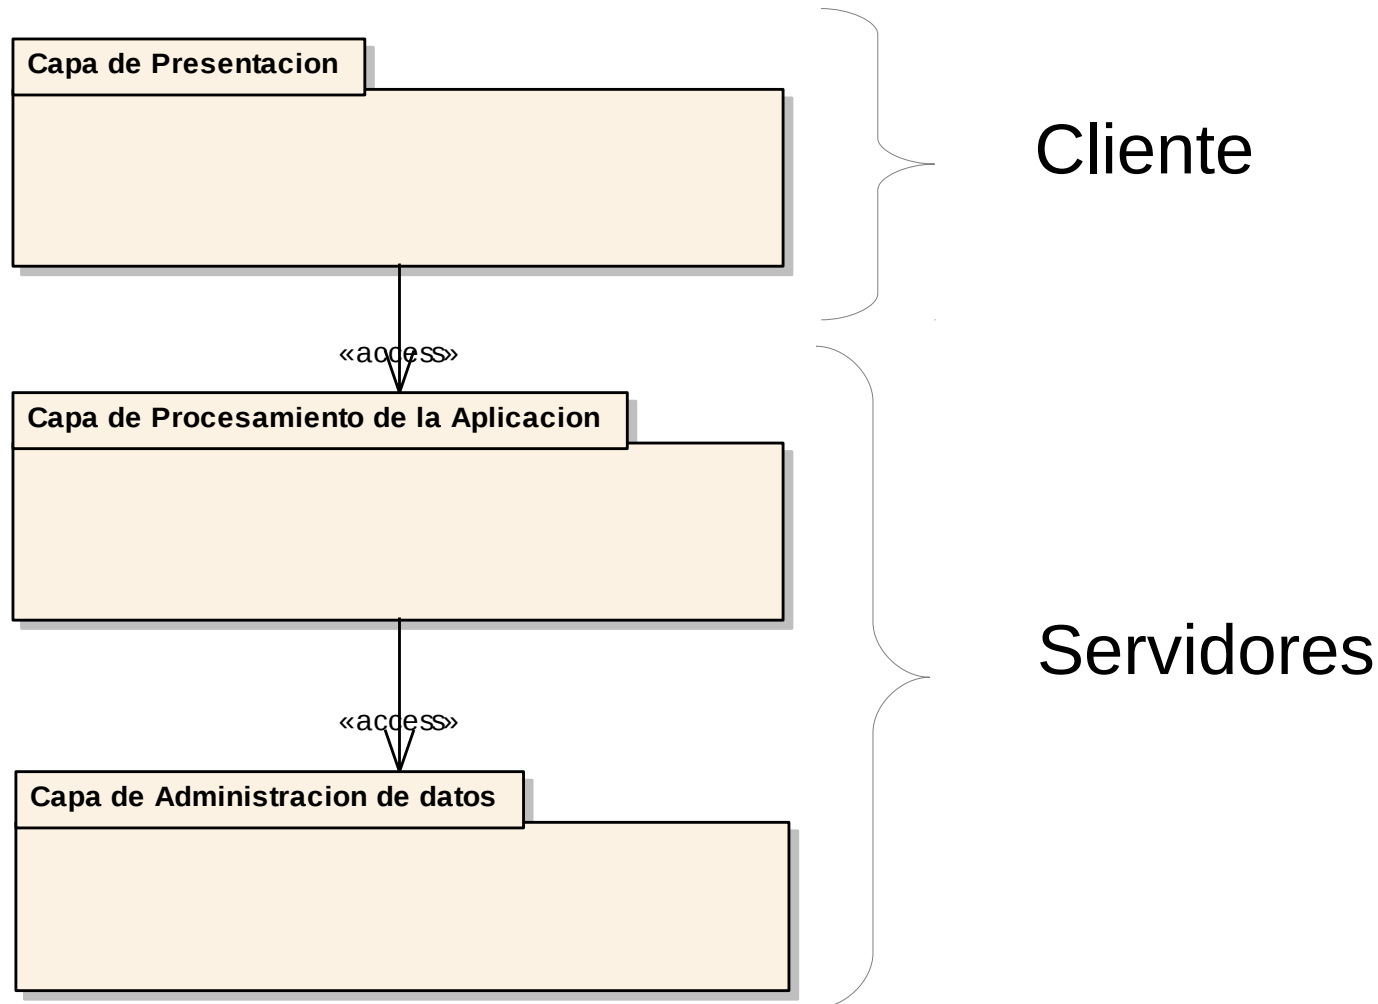 Capa de Presentacion
Cliente
«access»
Capa de Procesamiento de la Aplicacion
Servidores
«access»
Capa de Administracion de datos